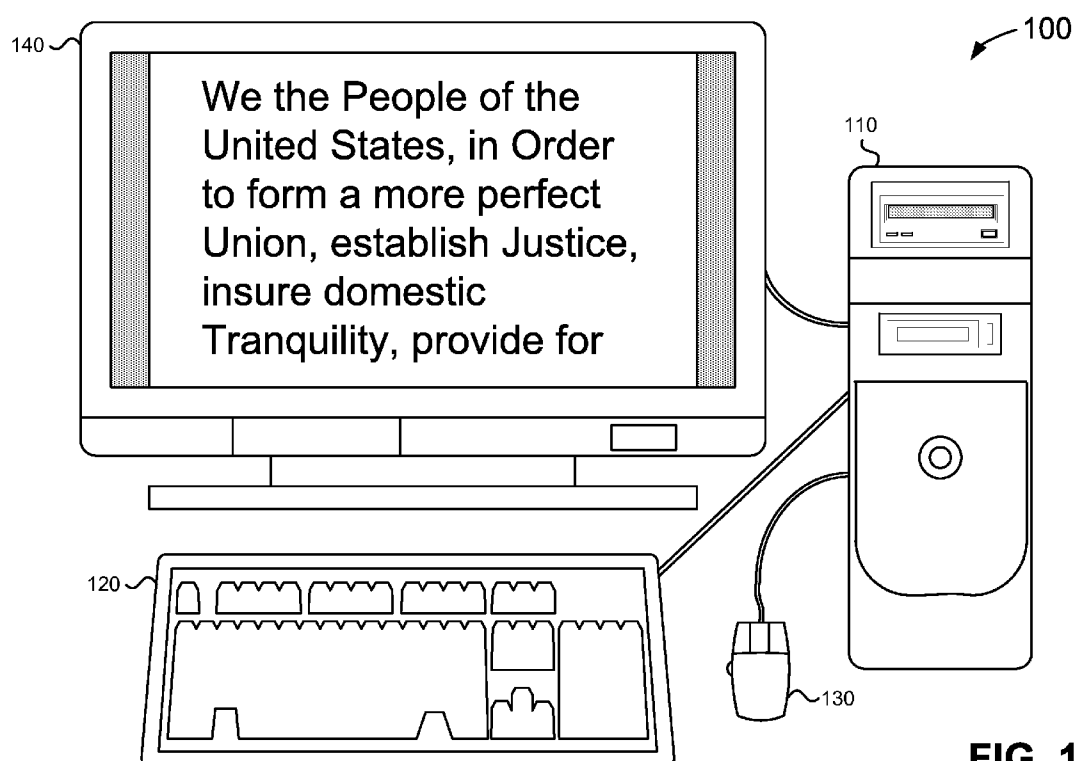 140
100
We the People of the
United States, in Order
to form a more perfect
Union, establish Justice,
insure domestic
Tranquility, provide for
110
120
130
FIG. 1